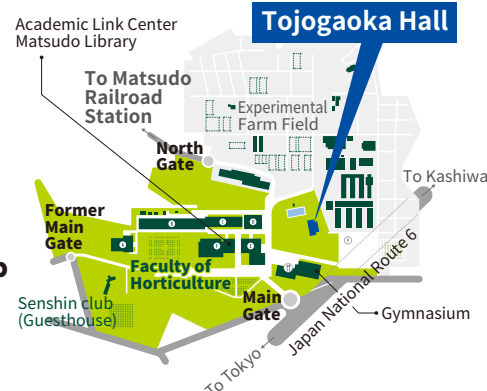 Academic Link Center
Matsudo Library
Tojogaoka Hall
To Matsudo
Railroad
Station
Experimental
Farm Field
North
Gate
To Kashiwa
Former
Main
Gate
Faculty of
Horticulture
Senshin club
(Guesthouse)
Main
Gate
Japan National Route 6
Gymnasium
To Tokyo